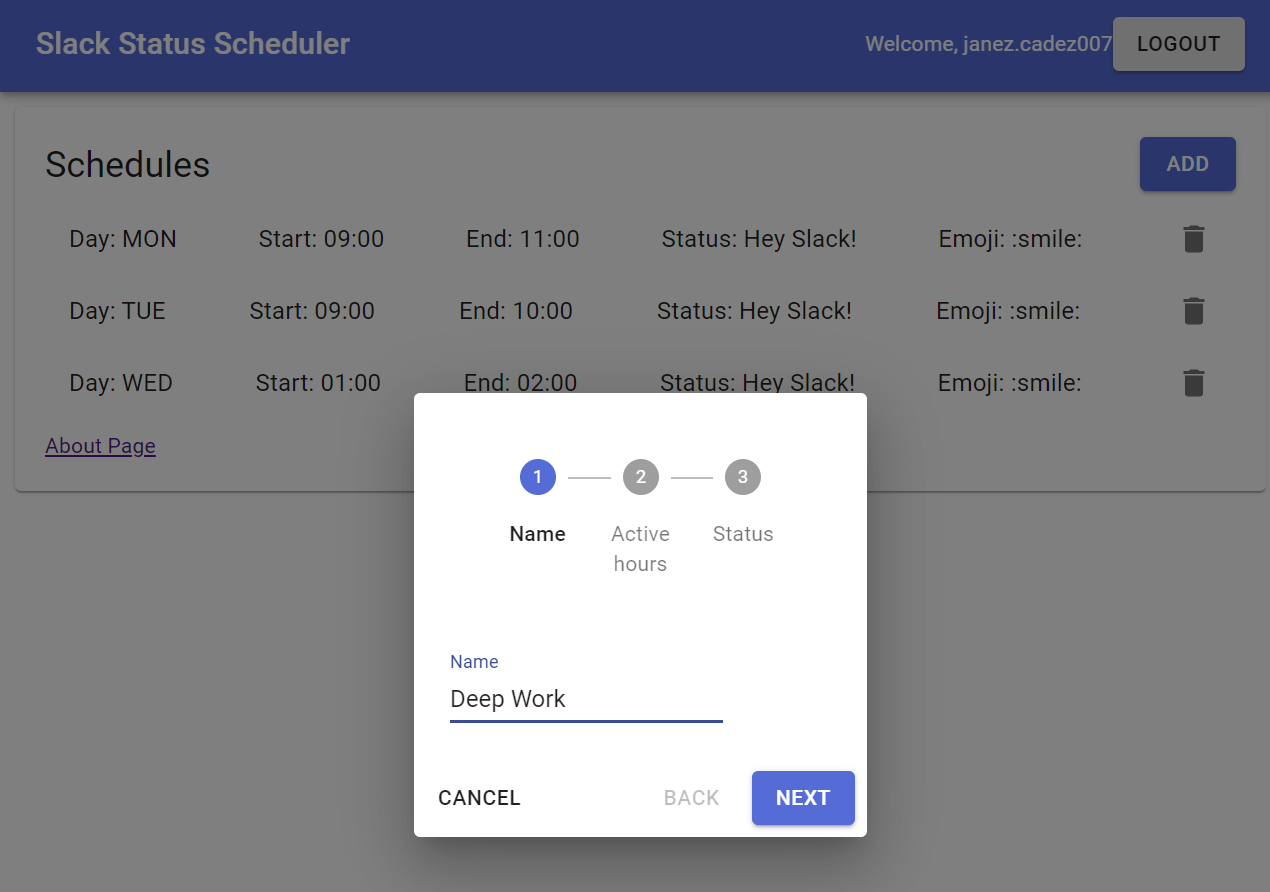 Slack Status Scheduler
Welcome, janez.cadez007 LOGOUT
Schedules
ADD
Day: MON Start: 09:00 End: 11:00 Status: Hey Slack! Emoji: :smile:
Day: TUE Start: 09:00 End: 10:00 Status: Hey Slack! Emoji: :smile:
Day: WED Start: 01:00 End: 02:00 Status: Hey Slack! Emoji: :smile:
About Page
1 2 3
Name Active hours Status
Name
Deep Work
CANCEL BACK NEXT